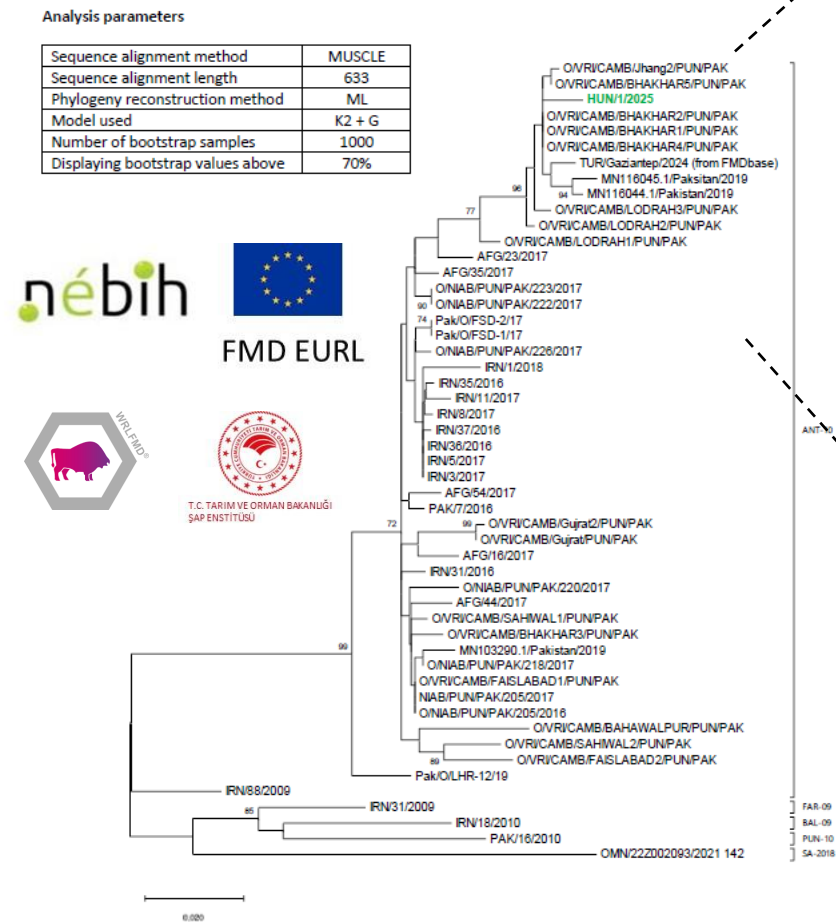 Analysis parameters
Sequence alignment method MUSCLE
Sequence alignment length 633
Phylogeny reconstruction method ML
Model used K2 + G
Number of bootstrap samples 1000
Displaying bootstrap values above 70%
O/VRI/CAMB/Jhang2/PUN/PAK
O/VRI/CAMB/BHAKHAR5/PUN/PAK
HUN/1/2025
O/VRI/CAMB/BHAKHAR2/PUN/PAK
O/VRI/CAMB/BHAKHAR1/PUN/PAK
O/VRI/CAMB/BHAKHAR4/PUN/PAK
TUR/Gaziantep/2024 (from FMDbase)
MN116045.1/Paksitan/2019
94 MN116044.1/Pakistan/2019
96
O/VRI/CAMB/LODRAH3/PUN/PAK
77
O/VRI/CAMB/LODRAH2/PUN/PAK
O/VRI/CAMB/LODRAH1/PUN/PAK
AFG/23/2017
AFG/35/2017
O/NIAB/PUN/PAK/223/2017
90 O/NIAB/PUN/PAK/222/2017
74 Pak/O/FSD-2/17
Pak/O/FSD-1/17
O/NIAB/PUN/PAK/226/2017
IRN/1/2018
IRN/35/2016
IRN/11/2017
IRN/8/2017
IRN/37/2016
ANT-10
IRN/36/2016
IRN/5/2017
IRN/3/2017
AFG/54/2017
PAK/7/2016
72
99 O/VRI/CAMB/Gujrat2/PUN/PAK
O/VRI/CAMB/Gujrat/PUN/PAK
AFG/16/2017
IRN/31/2016
O/NIAB/PUN/PAK/220/2017
AFG/44/2017
O/VRI/CAMB/SAHIWAL1/PUN/PAK
O/VRI/CAMB/BHAKHAR3/PUN/PAK
99
MN103290.1/Pakistan/2019
O/NIAB/PUN/PAK/218/2017
O/VRI/CAMB/FAISLABAD1/PUN/PAK
NIAB/PUN/PAK/205/2017
O/NIAB/PUN/PAK/205/2016
O/VRI/CAMB/BAHAWALPUR/PUN/PAK
O/VRI/CAMB/SAHIWAL2/PUN/PAK
89 O/VRI/CAMB/FAISLABAD2/PUN/PAK
Pak/O/LHR-12/19
IRN/88/2009
IRN/31/2009 FAR-09
85
IRN/18/2010 BAL-09
PAK/16/2010 PUN-10
OMN/22Z002093/2021 142 SA-2018
0.020
nébih
FMD EURL
WRLFMD®
TÜRKİYE CUMHURİYETİ TARIM VE ORMAN BAKANLIĞI
T.C. TARIM VE ORMAN BAKANLIĞI
ŞAP ENSTİTÜSÜ